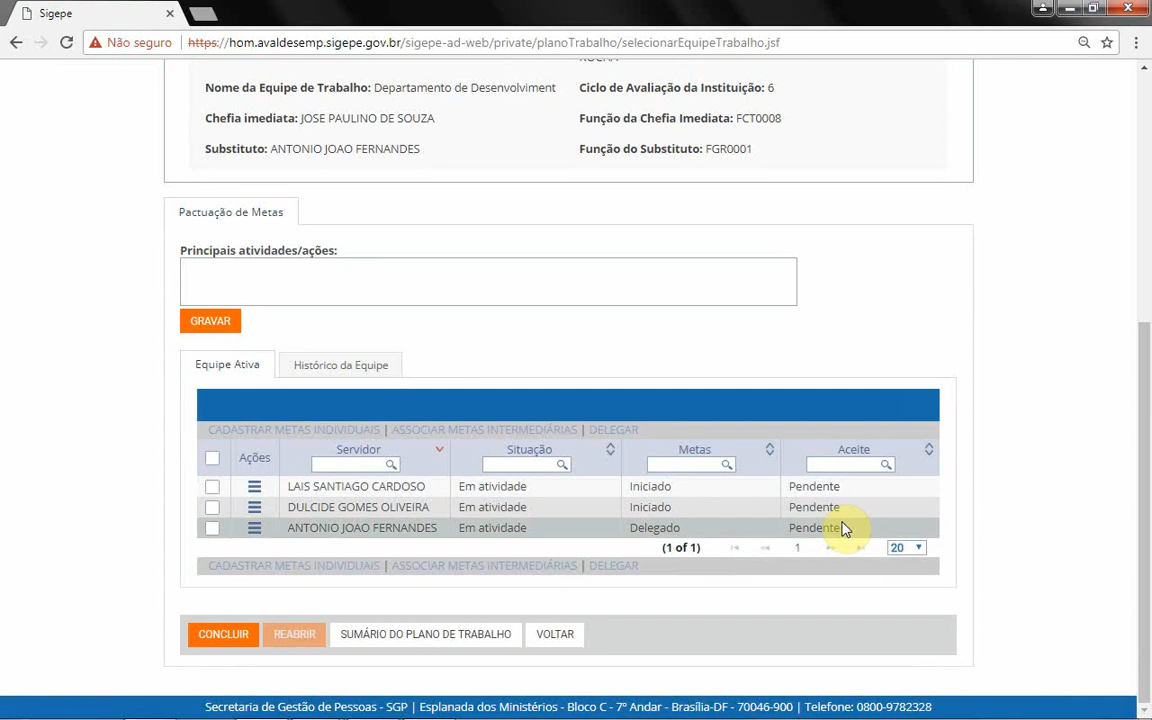 Sigepe
Não seguro https://hom.avaldesemp.sigepe.gov.br/sigepe-ad-web/private/planoTrabalho/selecionarEquipeTrabalho.jsf
Nome da Equipe de Trabalho: Departamento de Desenvolviment Ciclo de Avaliação da Instituição: 6
Chefia imediata: JOSE PAULINO DE SOUZA Função da Chefia Imediata: FCT0008
Substituto: ANTONIO JOAO FERNANDES Função do Substituto: FGR0001
Pactuação de Metas
Principais atividades/ações:
GRAVAR
Equipe Ativa Histórico da Equipe
CADASTRAR METAS INDIVIDUAIS | ASSOCIAR METAS INTERMEDIÁRIAS | DELEGAR
Ações Servidor Situação Metas Aceite
LAIS SANTIAGO CARDOSO Em atividade Iniciado Pendente
DULCIDE GOMES OLIVEIRA Em atividade Iniciado Pendente
ANTONIO JOAO FERNANDES Em atividade Delegado Pendente
(1 of 1) 1 20
CADASTRAR METAS INDIVIDUAIS | ASSOCIAR METAS INTERMEDIÁRIAS | DELEGAR
CONCLUIR REABRIR SUMÁRIO DO PLANO DE TRABALHO VOLTAR
Secretaria de Gestão de Pessoas - SGP | Esplanada dos Ministérios - Bloco C - 7º Andar - Brasília-DF - 70046-900 | Telefone: 0800-9782328